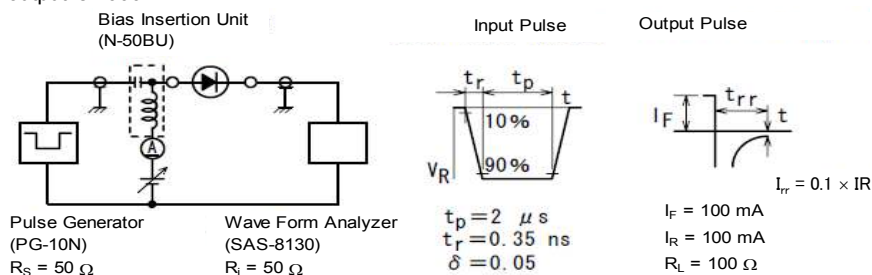 Bias Insertion Unit
(N-50BU)
A
Pulse Generator
(PG-10N)
RS = 50 Ω
Wave Form Analyzer
(SAS-8130)
Ri = 50 Ω
Input Pulse
tr tp
t
10%
VR 90%
tp=2 μs
tr=0.35 ns
δ=0.05
Output Pulse
IF trr t
Irr = 0.1 × IR
IF = 100 mA
IR = 100 mA
RL = 100 Ω